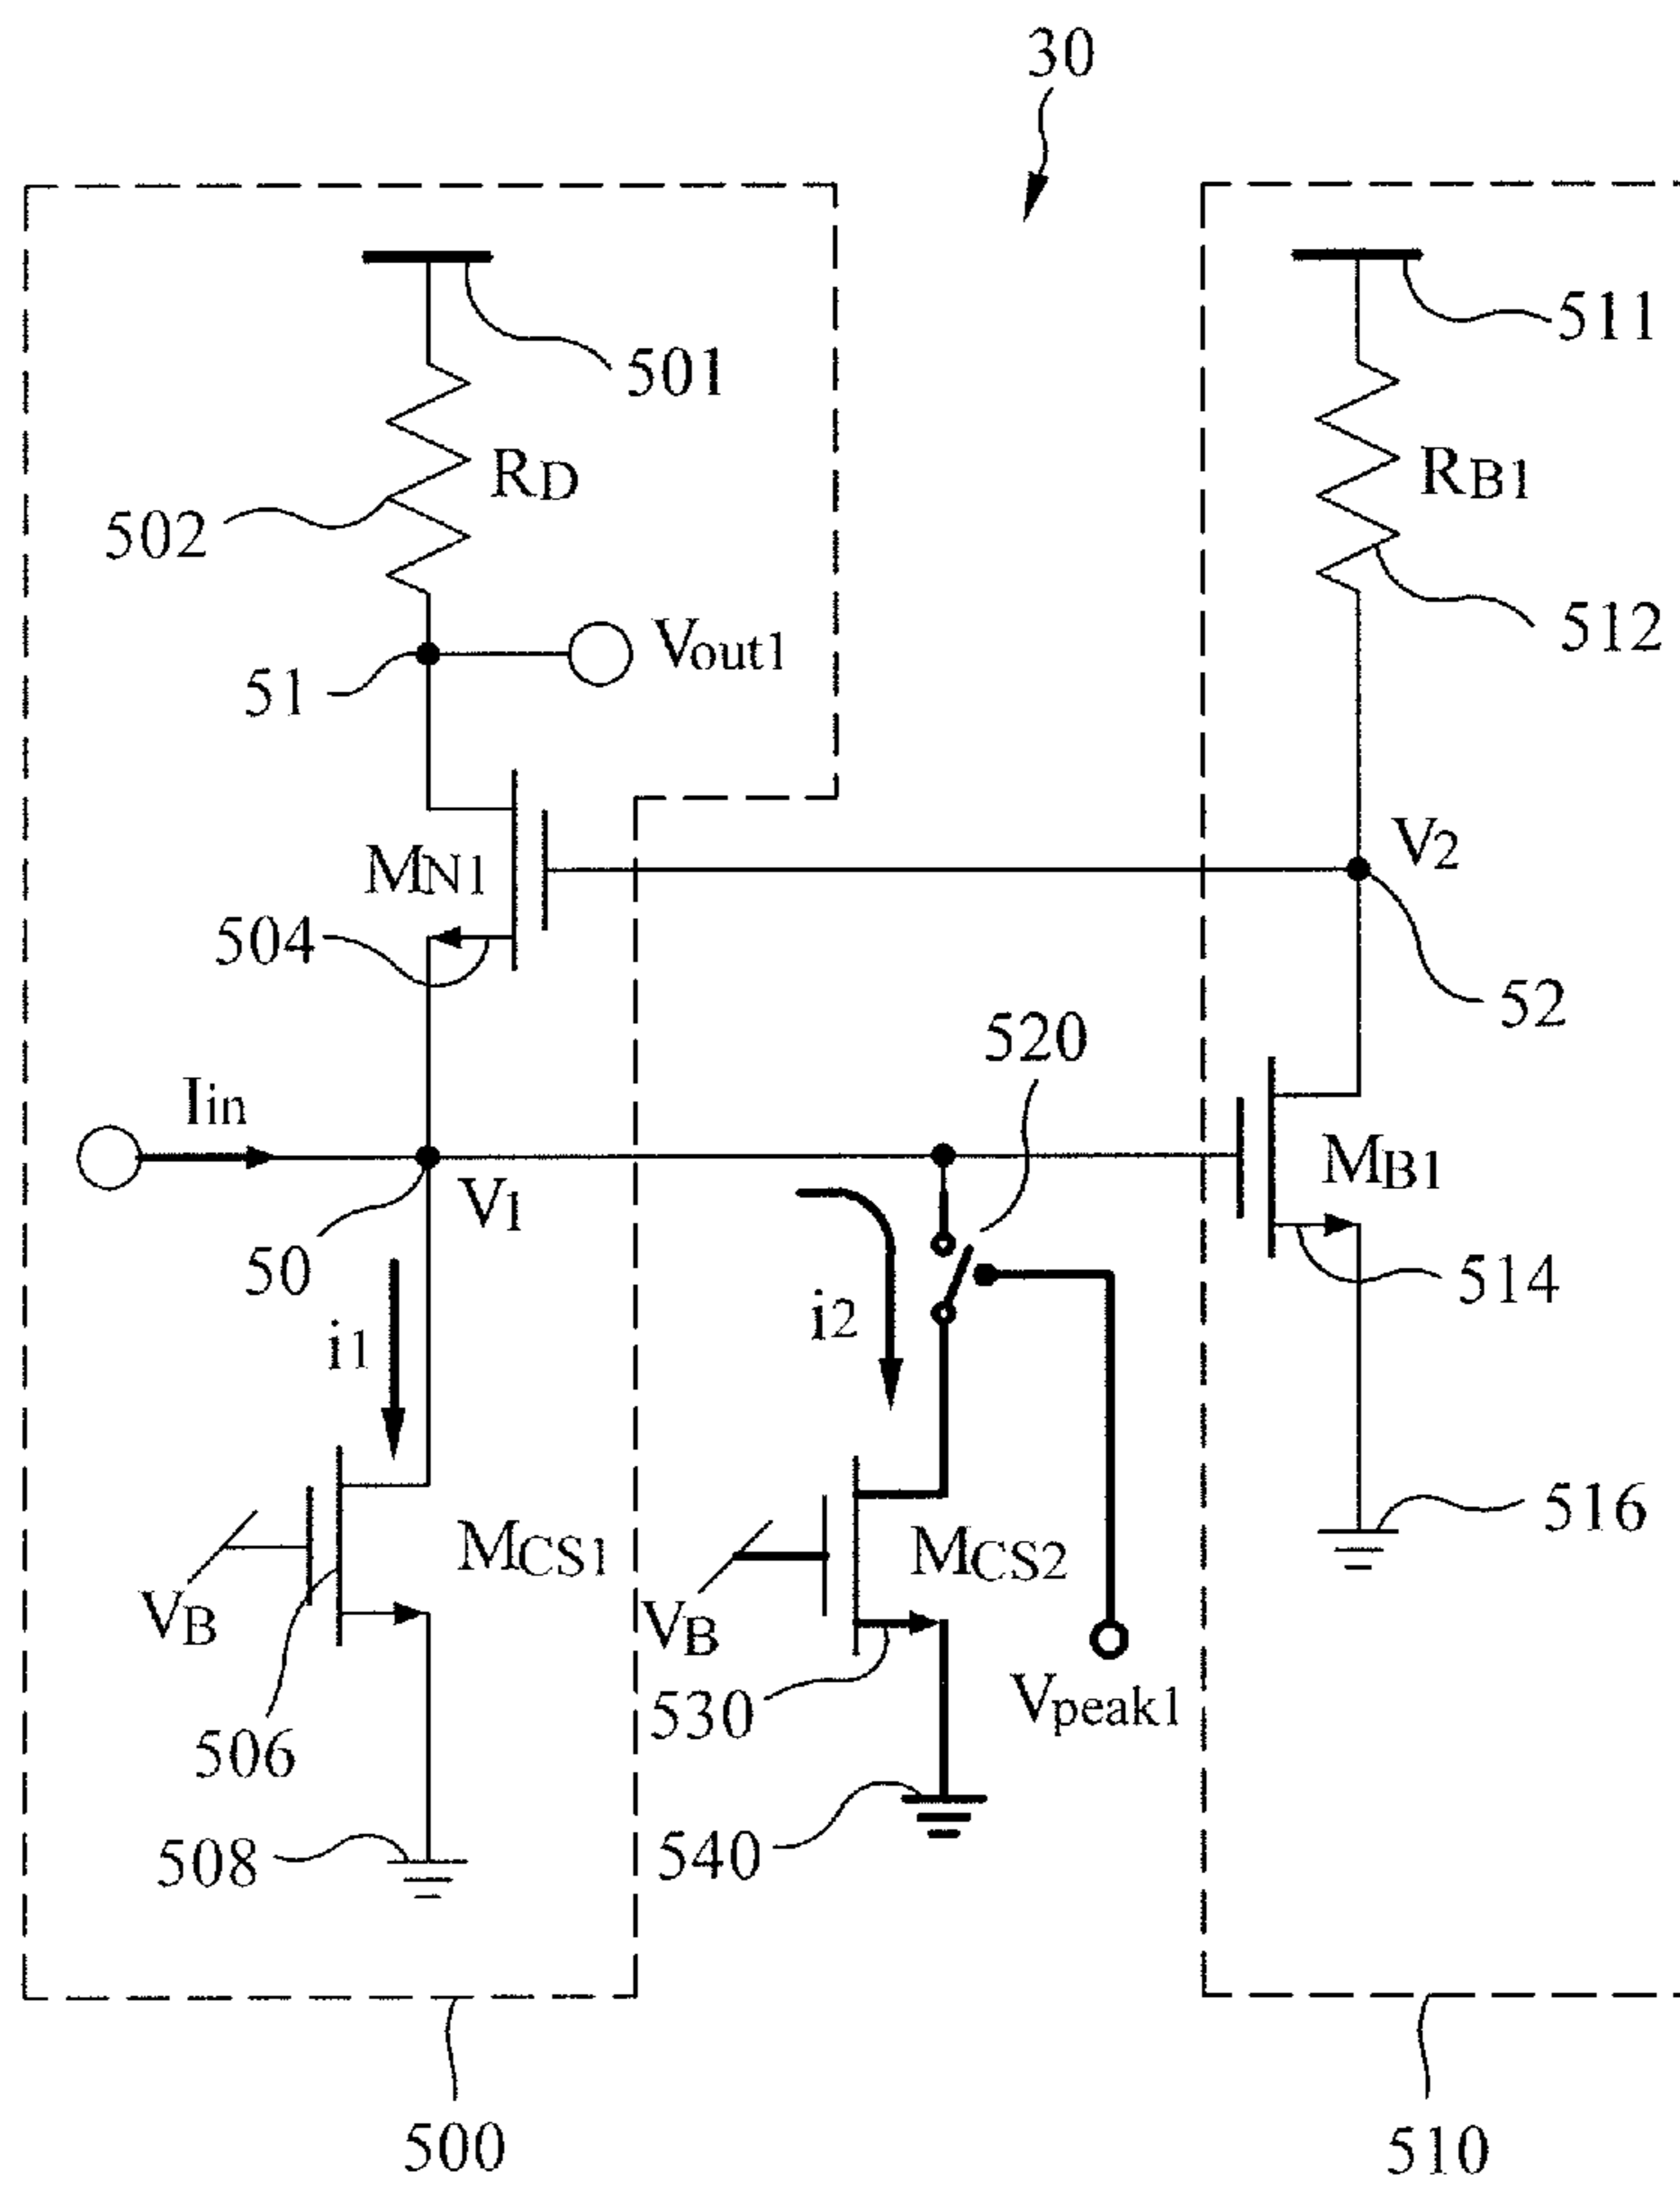 30
501
511
RD
RB1
502
512
Vout1
51
V2
MN1
504
52
520
Iin
MB1
V1
50
514
i1
i2
516
MCS1
MCS2
VB
VB
530
Vpeak1
506
508
540
500
510